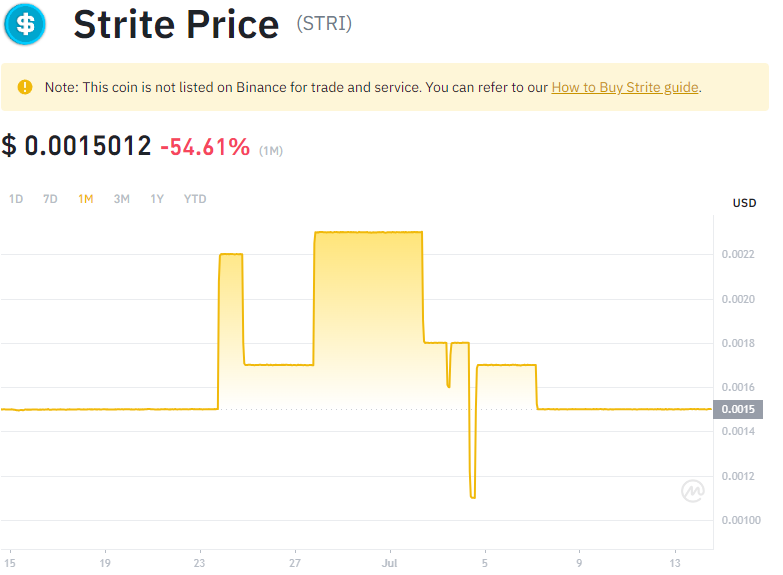 Strite Price (STRI)
Note: This coin is not listed on Binance for trade and service. You can refer to our How to Buy Strite guide.
$ 0.0015012 -54.61% (1M)
1D 7D 1M 3M 1Y YTD
USD
0.0022
0.0020
0.0018
0.0016
0.0015
0.0014
0.0012
0.00100
15 19 23 27 Jul 5 9 13